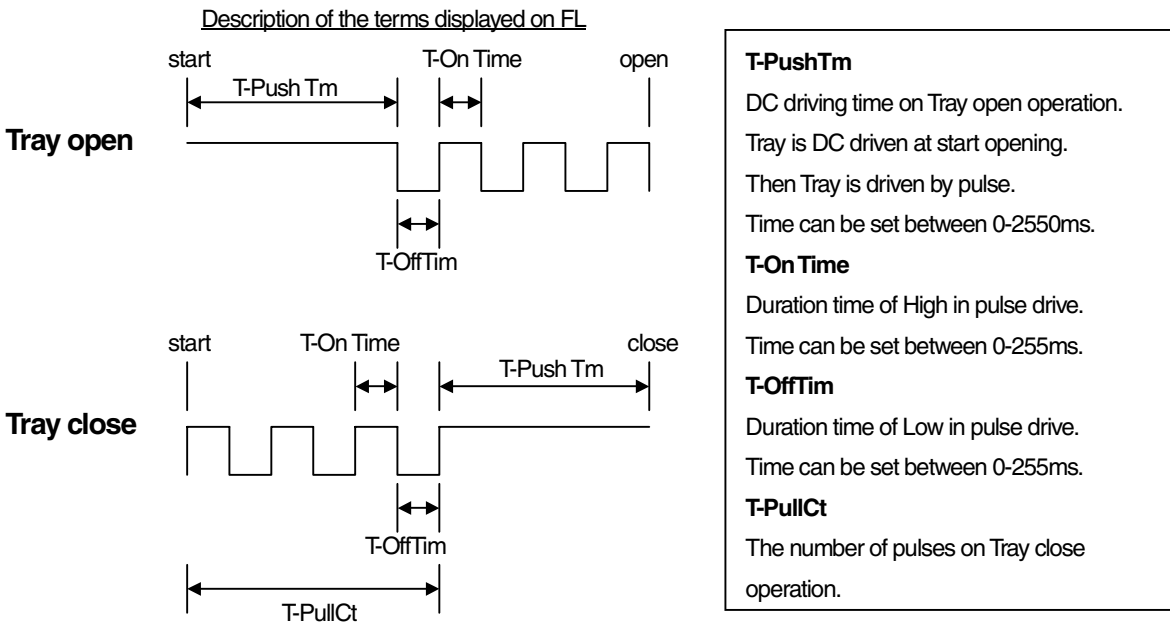 Description of the terms displayed on FL
start
T-On Time
open
T-Push Tm
Tray open
T-OffTim
start
T-On Time
close
T-Push Tm
Tray close
T-OffTim
T-PullCt
T-PushTm
DC driving time on Tray open operation.
Tray is DC driven at start opening.
Then Tray is driven by pulse.
Time can be set between 0-2550ms.
T-On Time
Duration time of High in pulse drive.
Time can be set between 0-255ms.
T-OffTim
Duration time of Low in pulse drive.
Time can be set between 0-255ms.
T-PullCt
The number of pulses on Tray close
operation.